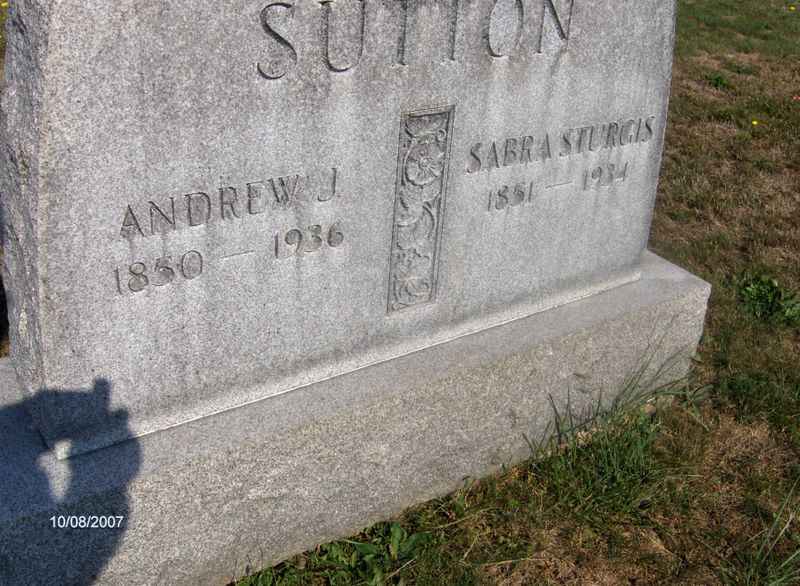 SUTTON
ANDREW J.
1850 — 1936
SABRA STURGIS
1851 — 1934
10/08/2007